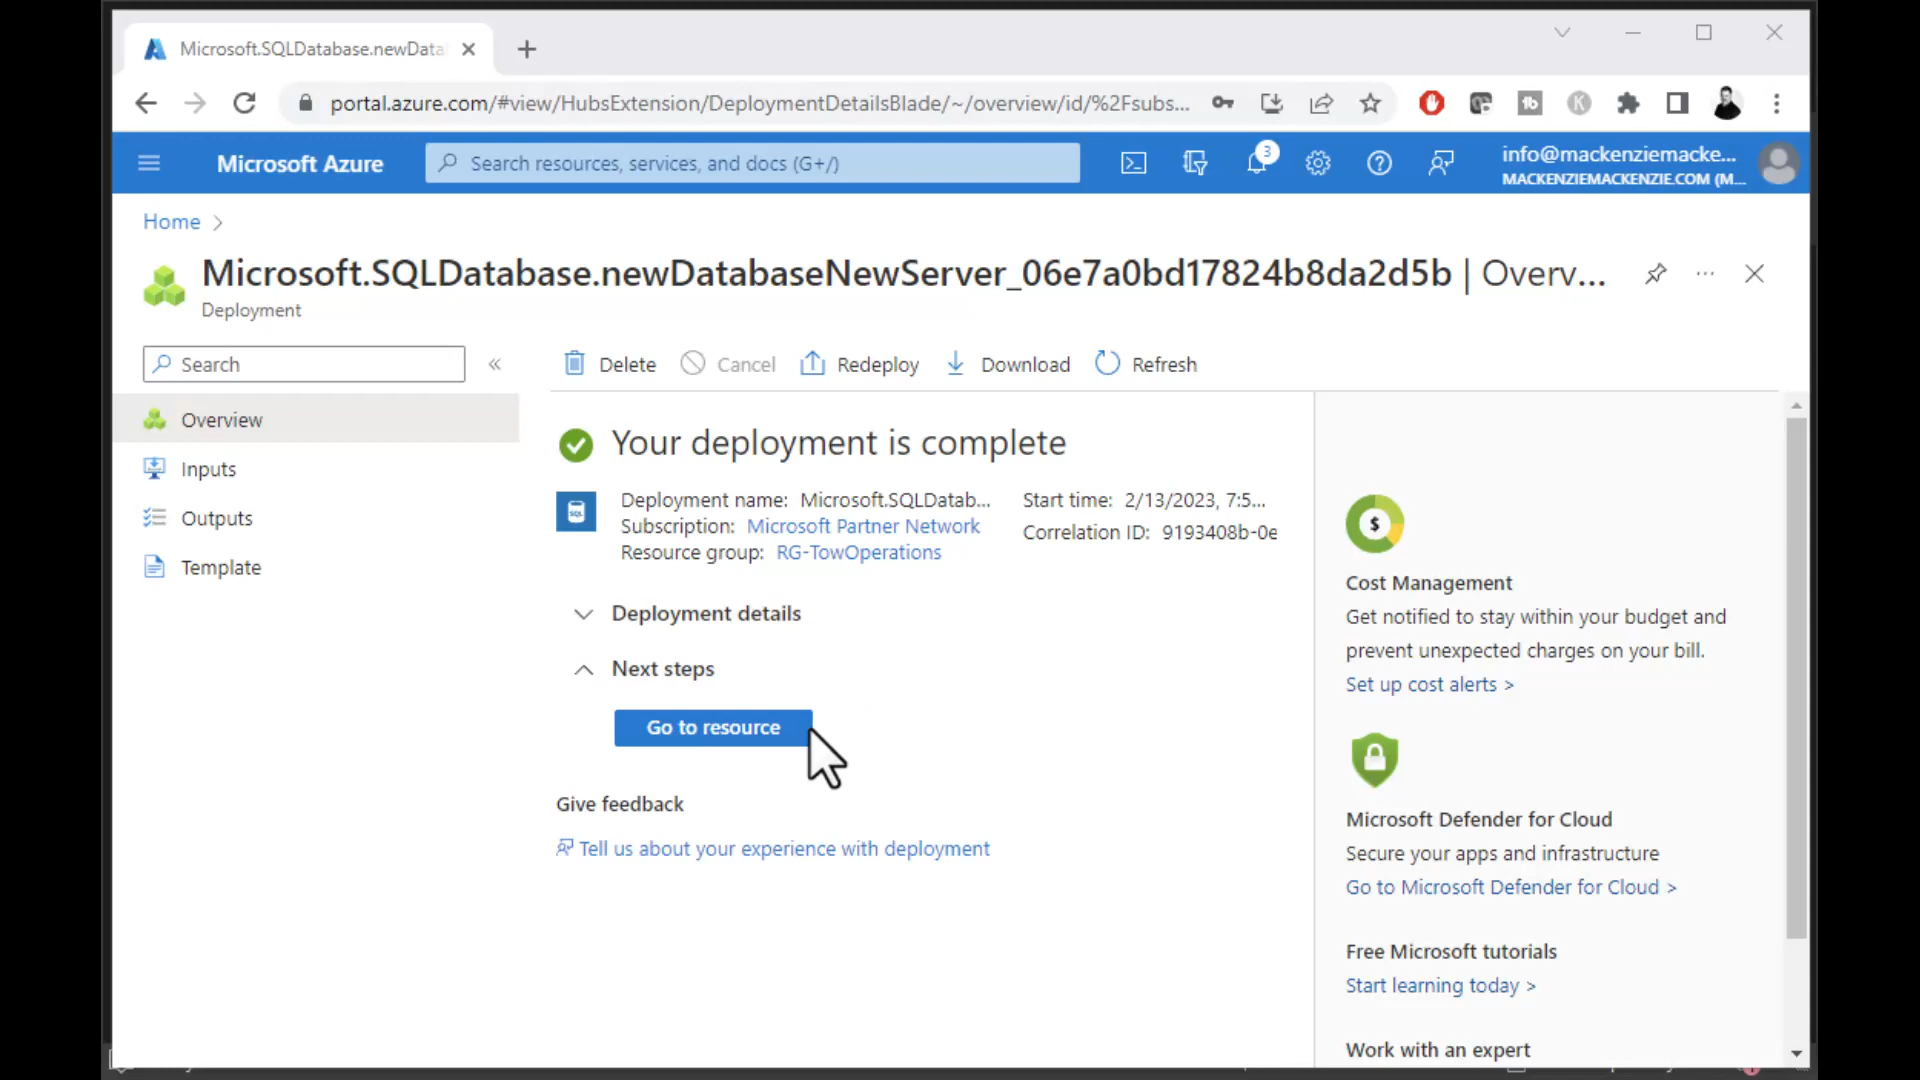 Microsoft.SQLDatabase.newData
portal.azure.com/#view/HubsExtension/DeploymentDetailsBlade/~/overview/id/%2Fsubs...
Microsoft Azure
Search resources, services, and docs (G+/)
3
info@mackenziemacke...
MACKENZIEMACKENZIE.COM (M...
Home
Microsoft.SQLDatabase.newDatabaseNewServer_06e7a0bd17824b8da2d5b | Overv...
Deployment
Search
Delete
Cancel
Redeploy
Download
Refresh
Overview
Inputs
Outputs
Template
Your deployment is complete
SQL
Deployment name: Microsoft.SQLDatab...
Subscription: Microsoft Partner Network
Resource group: RG-TowOperations
Start time: 2/13/2023, 7:5...
Correlation ID: 9193408b-0e
Deployment details
Next steps
Go to resource
Give feedback
Tell us about your experience with deployment
$
Cost Management
Get notified to stay within your budget and
prevent unexpected charges on your bill.
Set up cost alerts >
Microsoft Defender for Cloud
Secure your apps and infrastructure
Go to Microsoft Defender for Cloud >
Free Microsoft tutorials
Start learning today >
Work with an expert